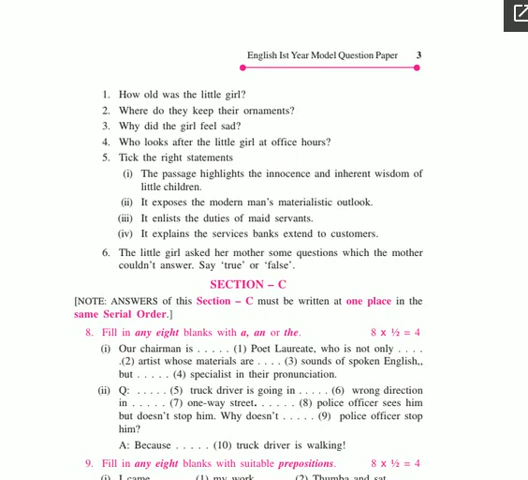 English Ist Year Model Question Paper 3
1. How old was the little girl?
2. Where do they keep their ornaments?
3. Why did the girl feel sad?
4. Who looks after the little girl at office hours?
5. Tick the right statements
(i) The passage highlights the innocence and inherent wisdom of
little children.
(ii) It exposes the modern man's materialistic outlook.
(iii) It enlists the duties of maid servants.
(iv) It explains the services banks extend to customers.
6. The little girl asked her mother some questions which the mother
couldn't answer. Say 'true' or 'false'.
SECTION – C
[NOTE: ANSWERS of this Section – C must be written at one place in the
same Serial Order.]
8. Fill in any eight blanks with a, an or the. 8 x ½ = 4
(i) Our chairman is . . . . . (1) Poet Laureate, who is not only . . . .
.(2) artist whose materials are . . . . (3) sounds of spoken English,,
but . . . . . (4) specialist in their pronunciation.
(ii) Q: . . . . . (5) truck driver is going in . . . . . (6) wrong direction
in . . . . . (7) one-way street. . . . . . (8) police officer sees him
but doesn't stop him. Why doesn't . . . . . (9) police officer stop
him?
A: Because . . . . . (10) truck driver is walking!
9. Fill in any eight blanks with suitable prepositions. 8 x ½ = 4
(i) I came (1) my work (2) Thumba and sat